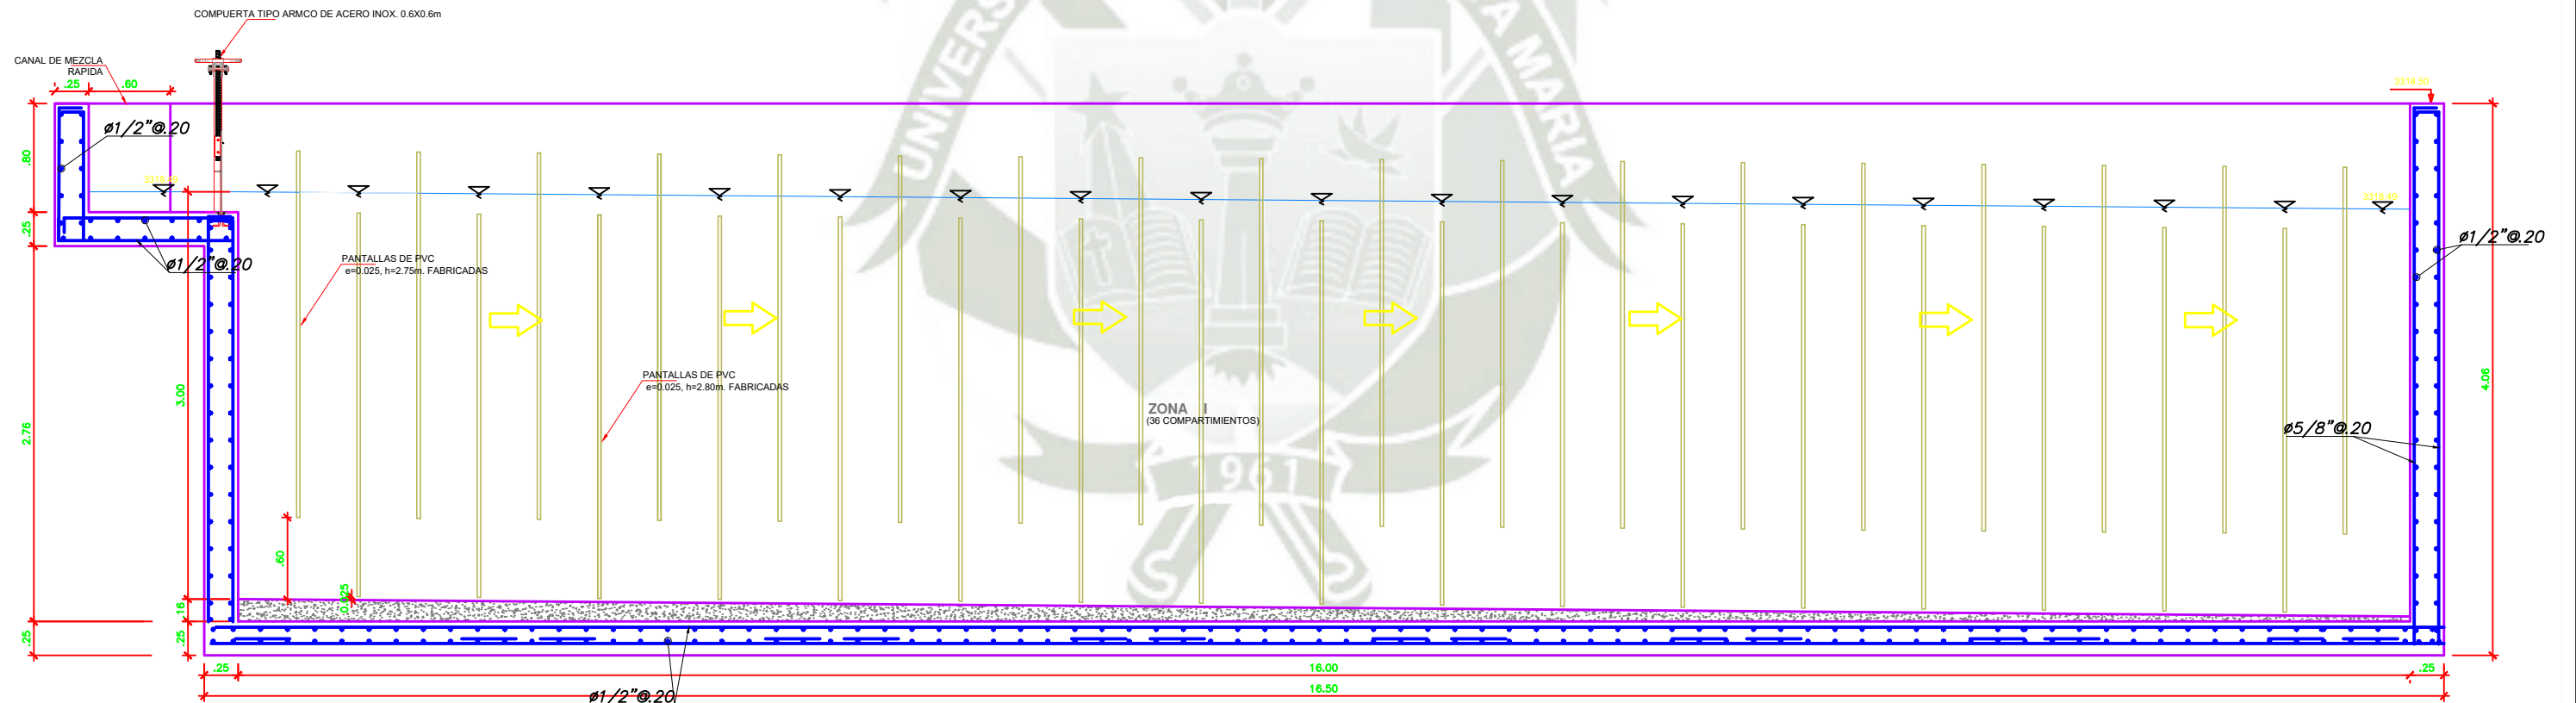 COMPUERTA TIPO ARMCO DE ACERO INOX. 0.6X0.6m
CANAL DE MEZCLA
RAPIDA
.25
.60
ø1/2"@.20
.80
.25
ø1/2"@.20
PANTALLAS DE PVC
e=0.025, h=2.75m. FABRICADAS
PANTALLAS DE PVC
e=0.025, h=2.80m. FABRICADAS
ZONA I
(36 COMPARTIMIENTOS)
1961
ø1/2"@.20
ø5/8"@.20
4.06
3.00
2.76
.60
0.025
.16
.25
.25
.25
16.00
.25
16.50
ø1/2"@.20